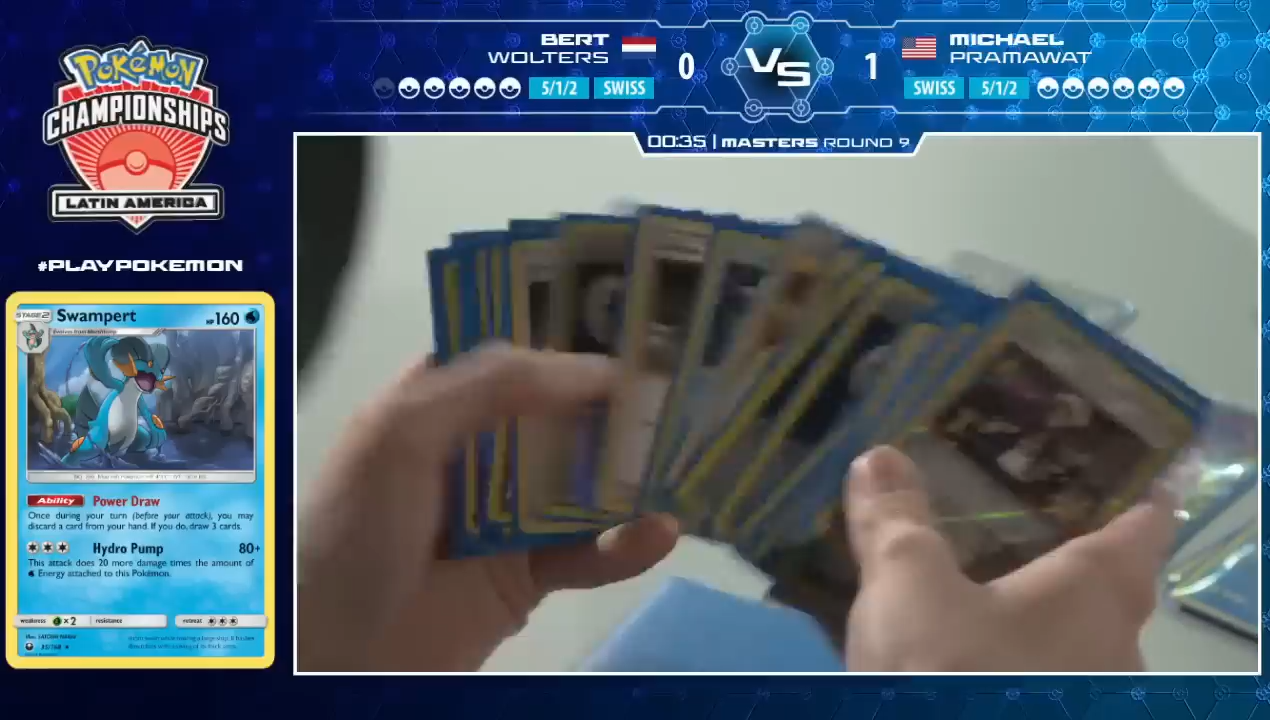 Pokémon
CHAMPIONSHIPS
LATIN AMERICA
#PLAYPOKEMON
BERT
WOLTERS
0
VS
1
MICHAEL
PRAMAWAT
5/1/2
SWISS
SWISS
5/1/2
00:35 | MASTERS ROUND 9
STAGE2
Swampert
HP160
Ability
Power Draw
Once during your turn (before your attack), you may
discard a card from your hand. If you do, draw 3 cards.
Hydro Pump
80+
This attack does 20 more damage times the amount of
Energy attached to this Pokémon.
weakness
×2
resistance
retreat